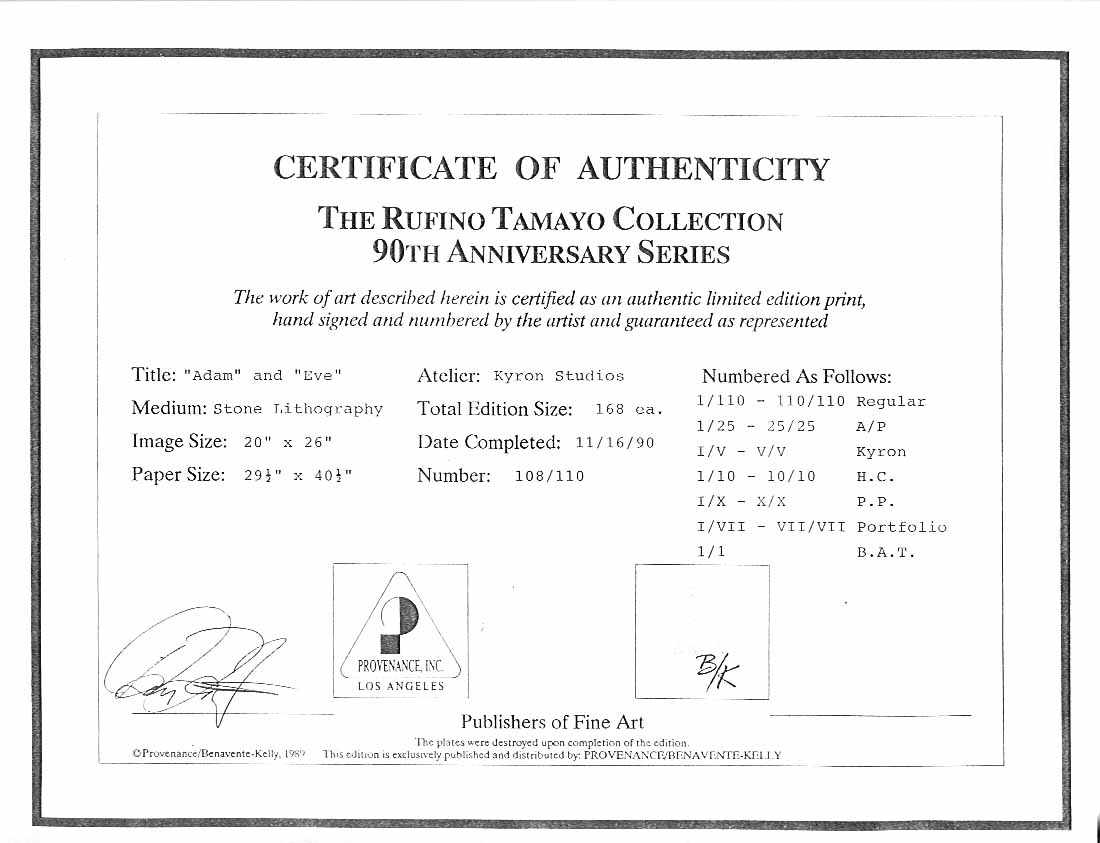 CERTIFICATE OF AUTHENTICITY
THE RUFINO TAMAYO COLLECTION
90TH ANNIVERSARY SERIES
The work of art described herein is certified as an authentic limited edition print,
hand signed and numbered by the artist and guaranteed as represented
Title: "Adam" and "Eve"
Medium: Stone Lithography
Image Size: 20" x 26"
Paper Size: 29½" x 40½"
Atelier: Kyron Studios
Total Edition Size: 168 ea.
Date Completed: 11/16/90
Number: 108/110
Numbered As Follows:
1/110 - 110/110 Regular
1/25 - 25/25 A/P
I/V - V/V Kyron
1/10 - 10/10 H.C.
I/X - X/X P.P.
I/VII - VII/VII Portfolio
1/1 B.A.T.
PROVENANCE, INC.
LOS ANGELES
B/K
Publishers of Fine Art
The plates were destroyed upon completion of the edition.
©Provenance/Benavente-Kelly, 1989 This edition is exclusively published and distributed by: PROVENANCE/BENAVENTE-KELLY